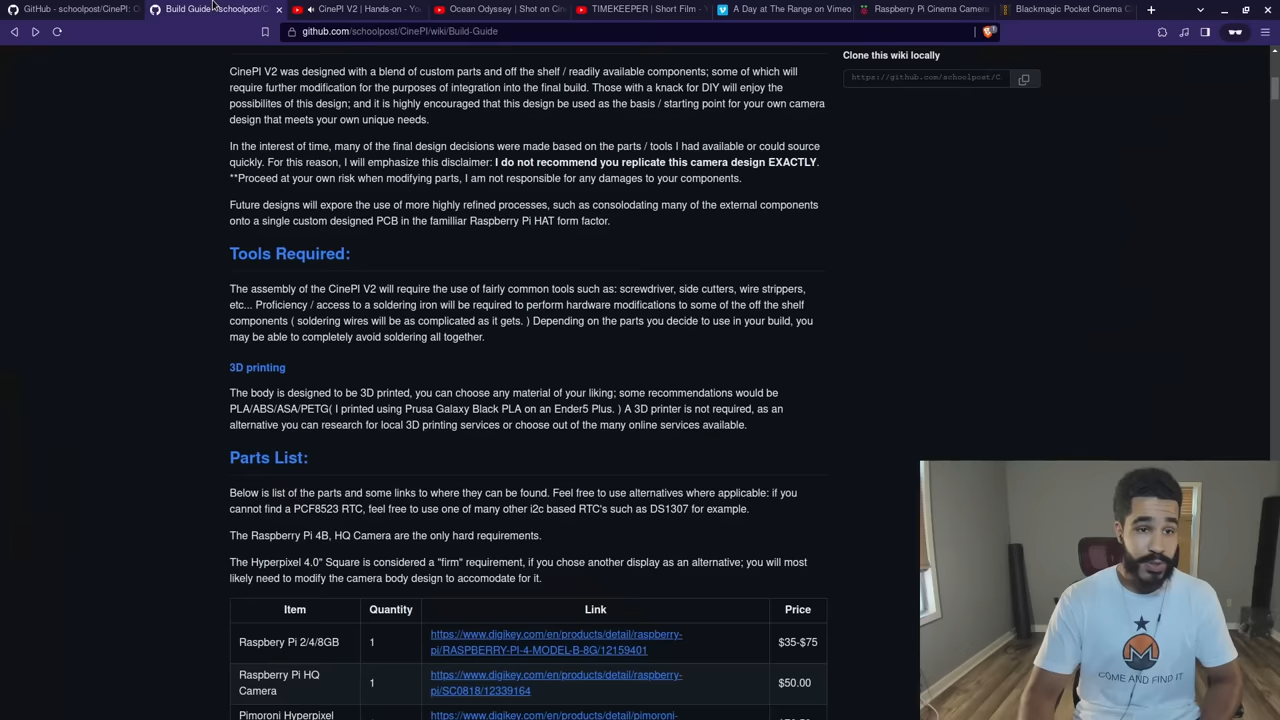 GitHub - schoolpost/CinePI: O
Build Guide · schoolpost/C
CinePI V2 | Hands-on - Yo
Ocean Odyssey | Shot on Cin
TIMEKEEPER | Short Film -
A Day at The Range on Vimeo
Raspberry Pi Cinema Camera
Blackmagic Pocket Cinema C
github.com/schoolpost/CinePI/wiki/Build-Guide
Clone this wiki locally
https://github.com/schoolpost/C
CinePI V2 was designed with a blend of custom parts and off the shelf / readily available components; some of which will
require further modification for the purposes of integration into the final build. Those with a knack for DIY will enjoy the
possibilites of this design; and it is highly encouraged that this design be used as the basis / starting point for your own camera
design that meets your own unique needs.
In the interest of time, many of the final design decisions were made based on the parts / tools I had available or could source
quickly. For this reason, I will emphasize this disclaimer: I do not recommend you replicate this camera design EXACTLY.
**Proceed at your own risk when modifying parts, I am not responsible for any damages to your components.
Future designs will expore the use of more highly refined processes, such as consolodating many of the external components
onto a single custom designed PCB in the familliar Raspberry Pi HAT form factor.
Tools Required:
The assembly of the CinePI V2 will require the use of fairly common tools such as: screwdriver, side cutters, wire strippers,
etc... Proficiency / access to a soldering iron will be required to perform hardware modifications to some of the off the shelf
components ( soldering wires will be as complicated as it gets. ) Depending on the parts you decide to use in your build, you
may be able to completely avoid soldering all together.
3D printing
The body is designed to be 3D printed, you can choose any material of your liking; some recommendations would be
PLA/ABS/ASA/PETG( I printed using Prusa Galaxy Black PLA on an Ender5 Plus. ) A 3D printer is not required, as an
alternative you can research for local 3D printing services or choose out of the many online services available.
Parts List:
Below is list of the parts and some links to where they can be found. Feel free to use alternatives where applicable: if you
cannot find a PCF8523 RTC, feel free to use one of many other i2c based RTC's such as DS1307 for example.
The Raspberry Pi 4B, HQ Camera are the only hard requirements.
The Hyperpixel 4.0" Square is considered a "firm" requirement, if you chose another display as an alternative; you will most
likely need to modify the camera body design to accomodate for it.
Item Quantity Link Price
Raspbery Pi 2/4/8GB 1 https://www.digikey.com/en/products/detail/raspberry-
pi/RASPBERRY-PI-4-MODEL-B-8G/12159401 $35-$75
Raspbery Pi HQ
Camera 1 https://www.digikey.com/en/products/detail/raspberry-
pi/SC0818/12339164 $50.00
Pimoroni Hyperpixel https://www.digikey.com/en/products/detail/pimoroni-
COME AND FIND IT